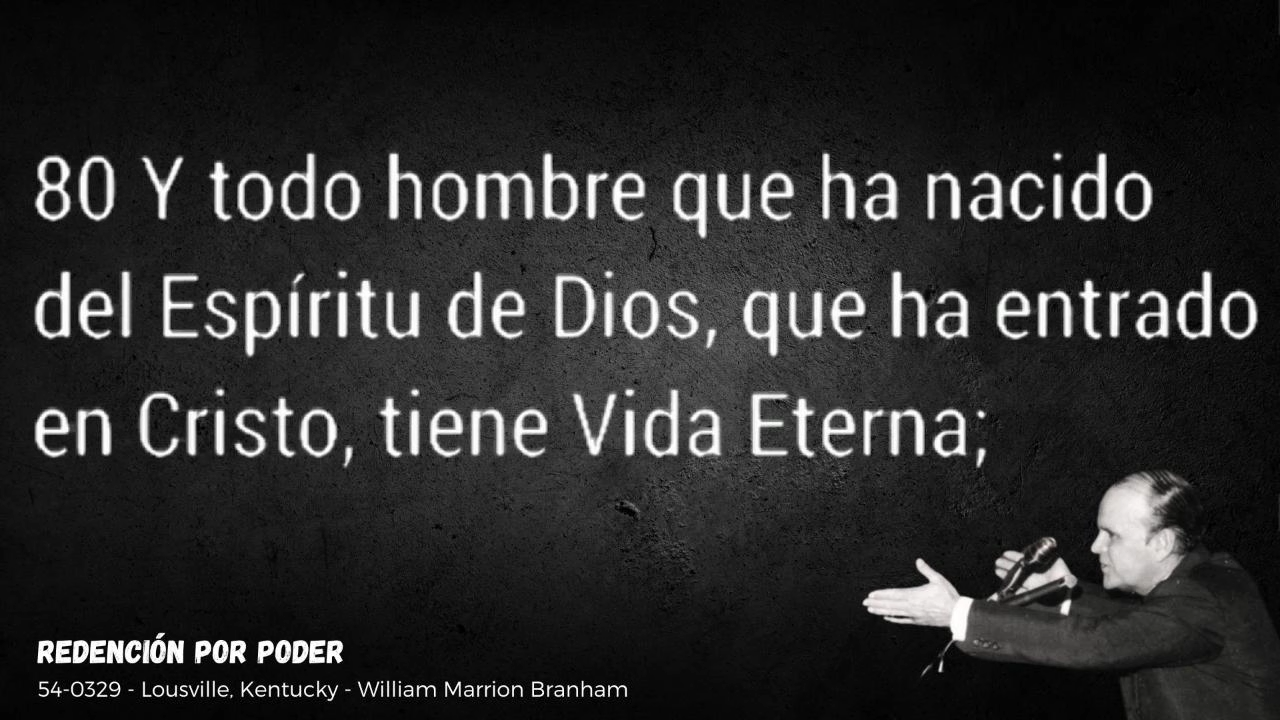 80 Y todo hombre que ha nacido
del Espíritu de Dios, que ha entrado
en Cristo, tiene Vida Eterna;
REDENCIÓN POR PODER
54-0329 - Lousville, Kentucky - William Marrion Branham